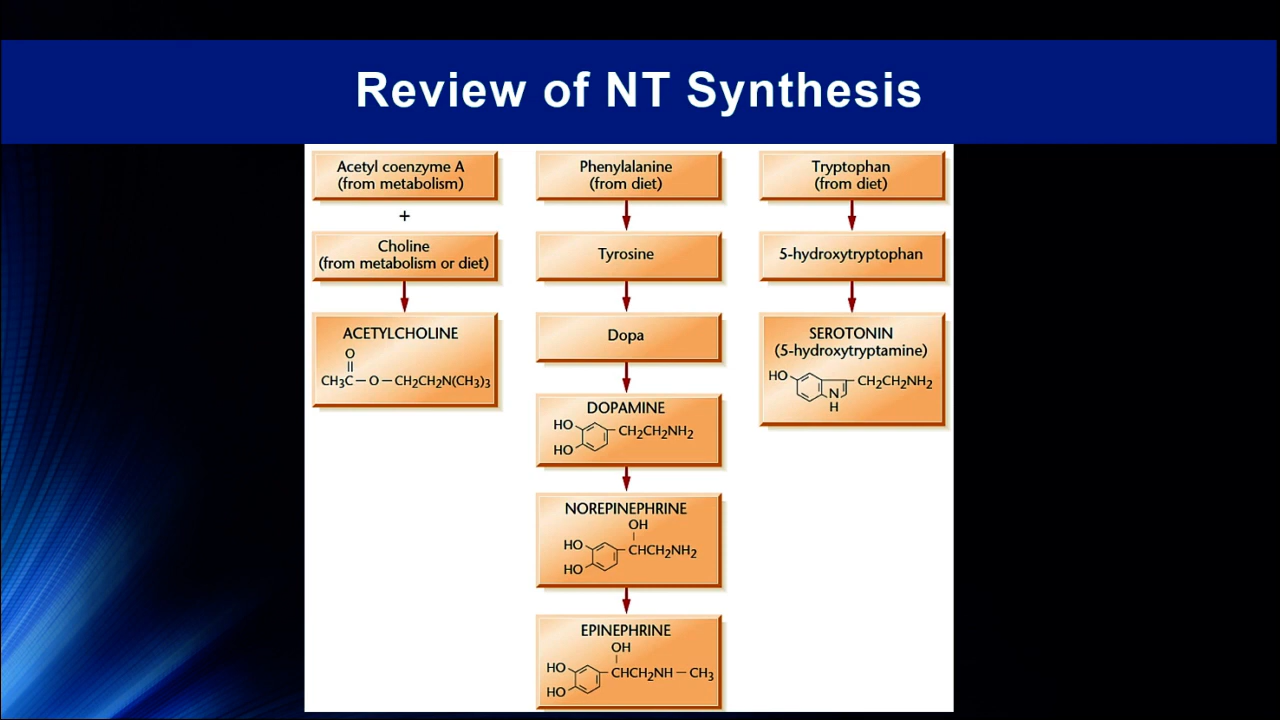 Review of NT Synthesis
Acetyl coenzyme A
(from metabolism)
+
Choline
(from metabolism or diet)
ACETYLCHOLINE
O
CH₃C—O—CH₂CH₂N(CH₃)₃
Phenylalanine
(from diet)
Tyrosine
Dopa
DOPAMINE
HO
CH₂CH₂NH₂
HO
NOREPINEPHRINE
OH
HO
CHCH₂NH₂
HO
EPINEPHRINE
OH
HO
CHCH₂NH—CH₃
HO
Tryptophan
(from diet)
5-hydroxytryptophan
SEROTONIN
(5-hydroxytryptamine)
HO
CH₂CH₂NH₂
N
H